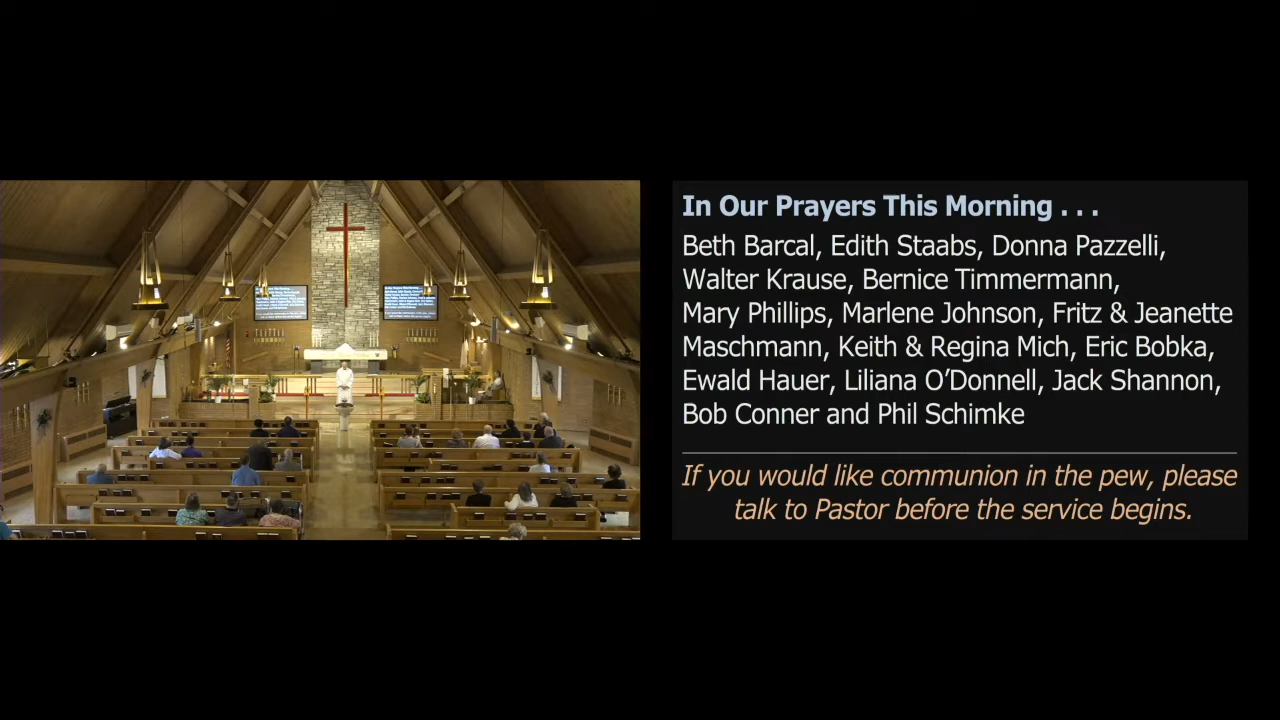 In Our Prayers This Morning . . .
Beth Barcal, Edith Staabs, Donna Pazzelli,
Walter Krause, Bernice Timmermann,
Mary Phillips, Marlene Johnson, Fritz & Jeanette
Maschmann, Keith & Regina Mich, Eric Bobka,
Ewald Hauer, Liliana O’Donnell, Jack Shannon,
Bob Conner and Phil Schimke
If you would like communion in the pew, please
talk to Pastor before the service begins.